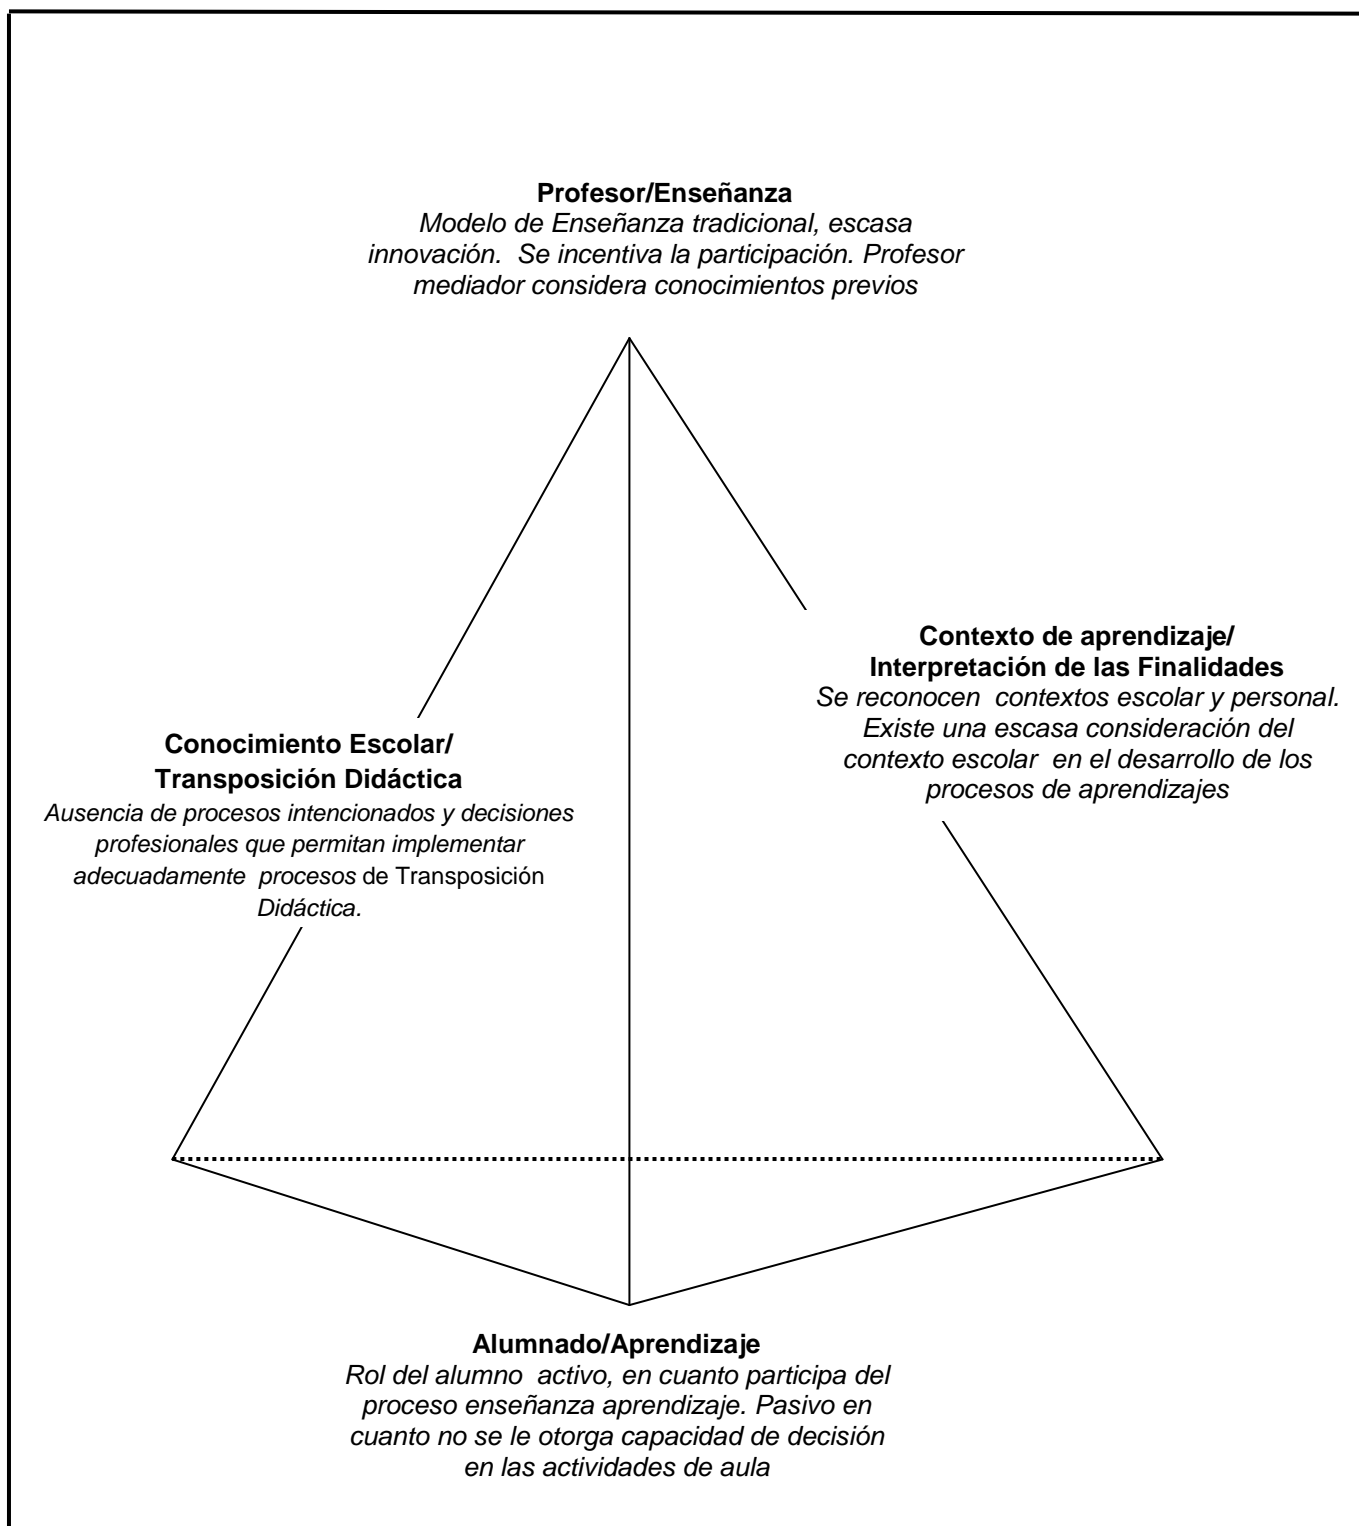 Profesor/Enseñanza
Modelo de Enseñanza tradicional, escasa
innovación.  Se incentiva la participación. Profesor
mediador considera conocimientos previos
Contexto de aprendizaje/
Interpretación de las Finalidades
Se reconocen  contextos escolar y personal.
Existe una escasa consideración del
contexto escolar  en el desarrollo de los
procesos de aprendizajes
Conocimiento Escolar/
Transposición Didáctica
Ausencia de procesos intencionados y decisiones
profesionales que permitan implementar
adecuadamente  procesos de Transposición
Didáctica.
Alumnado/Aprendizaje
Rol del alumno  activo, en cuanto participa del
proceso enseñanza aprendizaje. Pasivo en
cuanto no se le otorga capacidad de decisión
en las actividades de aula